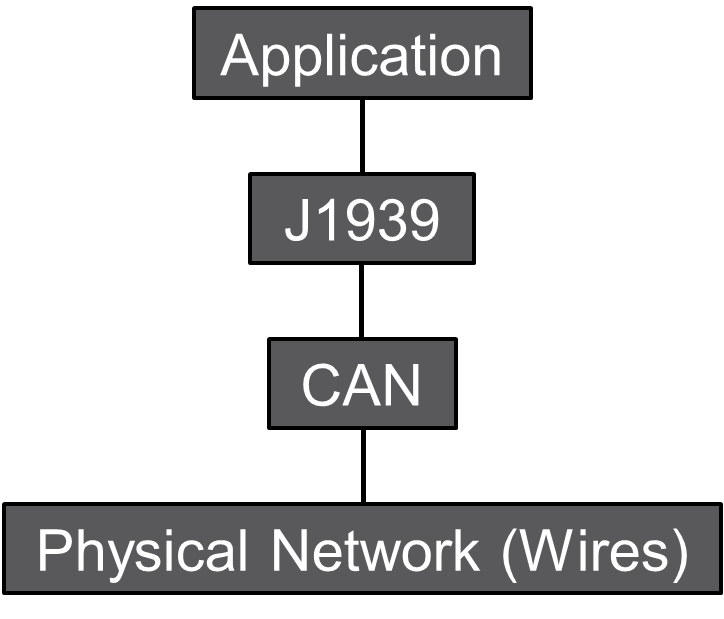 Application
J1939
CAN
Physical Network (Wires)